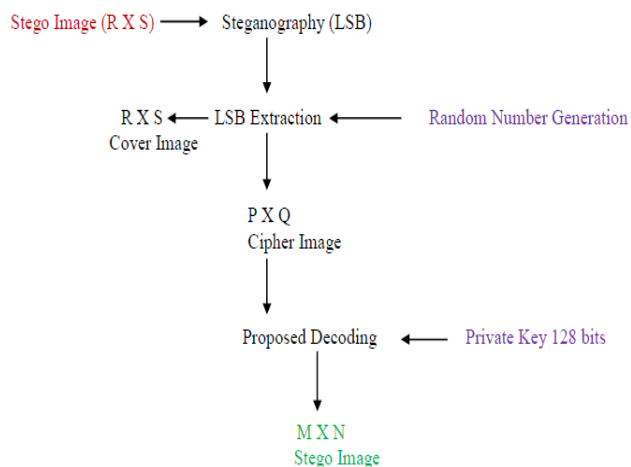 Stego Image (R X S)
Steganography (LSB)
R X S
LSB Extraction
Random Number Generation
Cover Image
P X Q
Cipher Image
Proposed Decoding
Private Key 128 bits
M X N
Stego Image